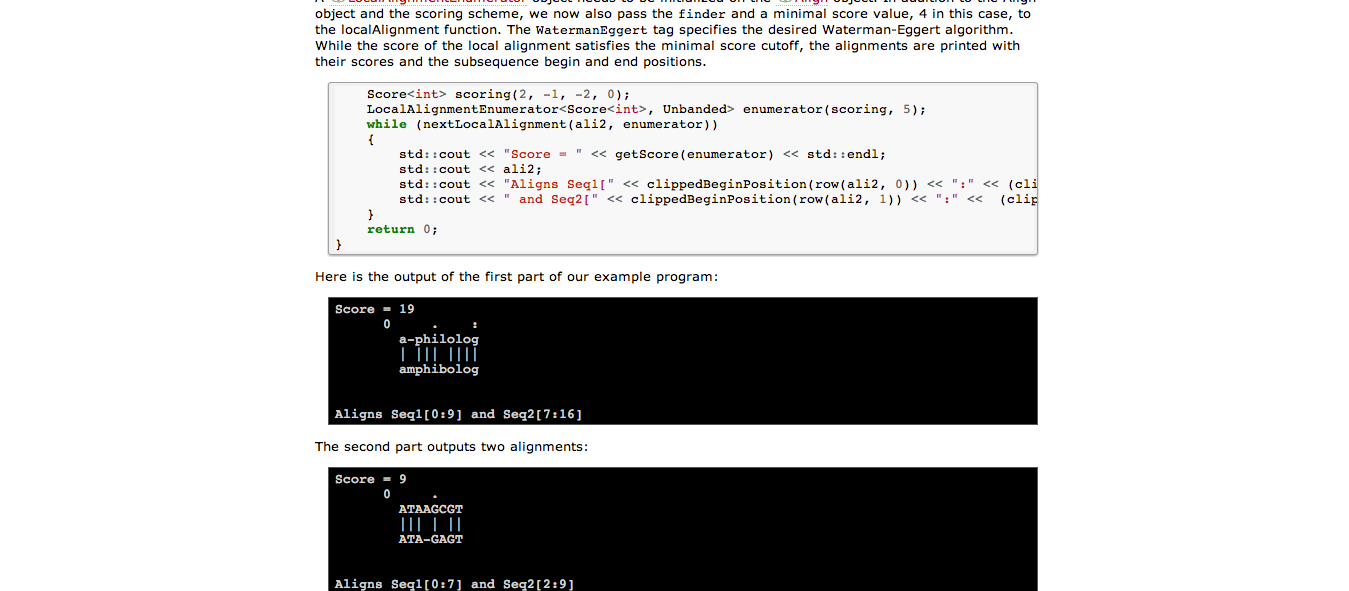 object and the scoring scheme, we now also pass the finder and a minimal score value, 4 in this case, to
the localAlignment function. The WatermanEggert tag specifies the desired Waterman-Eggert algorithm.
While the score of the local alignment satisfies the minimal score cutoff, the alignments are printed with
their scores and the subsequence begin and end positions.
Score<int> scoring(2, -1, -2, 0);
LocalAlignmentEnumerator<Score<int>, Unbanded> enumerator(scoring, 5);
while (nextLocalAlignment(ali2, enumerator))
{
std::cout << "Score = " << getScore(enumerator) << std::endl;
std::cout << ali2;
std::cout << "Aligns Seq1[" << clippedBeginPosition(row(ali2, 0)) << ":" << (cli
std::cout << " and Seq2[" << clippedBeginPosition(row(ali2, 1)) << ":" <<  (clip
}
return 0;
}
Here is the output of the first part of our example program:
Score = 19
0     .    :
a-philolog
| ||| ||||
amphibolog
Aligns Seq1[0:9] and Seq2[7:16]
The second part outputs two alignments:
Score = 9
0     .
ATAAGCGT
||| | ||
ATA-GAGT
Aligns Seq1[0:7] and Seq2[2:9]